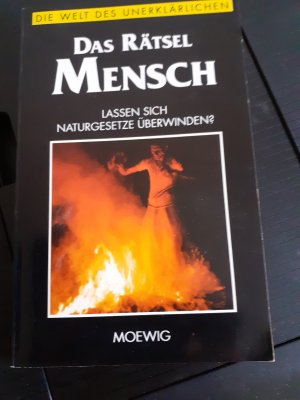 DIE WELT DES UNERKLÄRLICHEN
DAS RÄTSEL
MENSCH
LASSEN SICH
NATURGESETZE ÜBERWINDEN?
MOEWIG